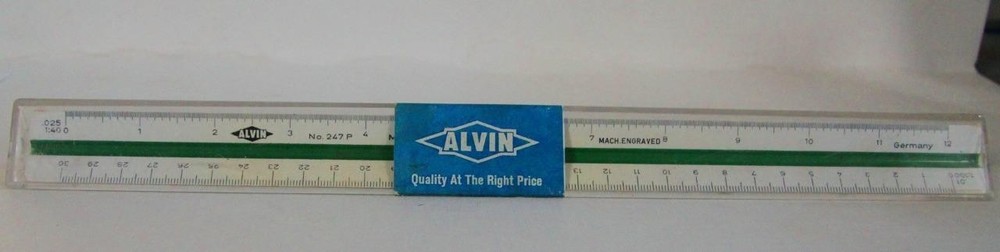 .025
1:40 0 1 2 ALVIN 3 No. 247 P 4 M 7 MACH.ENGRAVED 8 9 10 11 Germany 12
ALVIN
Quality At The Right Price
30 29 28 27 26 25 24 23 22 21 20 13 12 11 10 9 8 7 6 5 4 3 2 1 0
.01